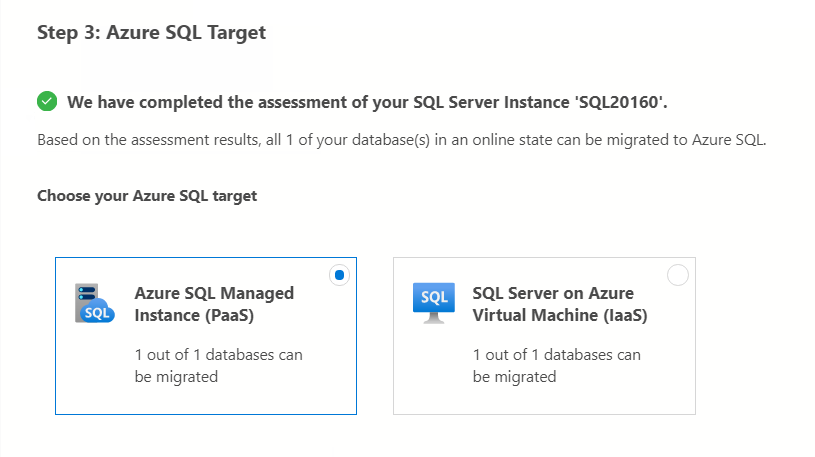 Step 3: Azure SQL Target
We have completed the assessment of your SQL Server Instance 'SQL20160'.
Based on the assessment results, all 1 of your database(s) in an online state can be migrated to Azure SQL.
Choose your Azure SQL target
SQL
Azure SQL Managed
Instance (PaaS)
1 out of 1 databases can
be migrated
SQL
SQL Server on Azure
Virtual Machine (IaaS)
1 out of 1 databases can
be migrated